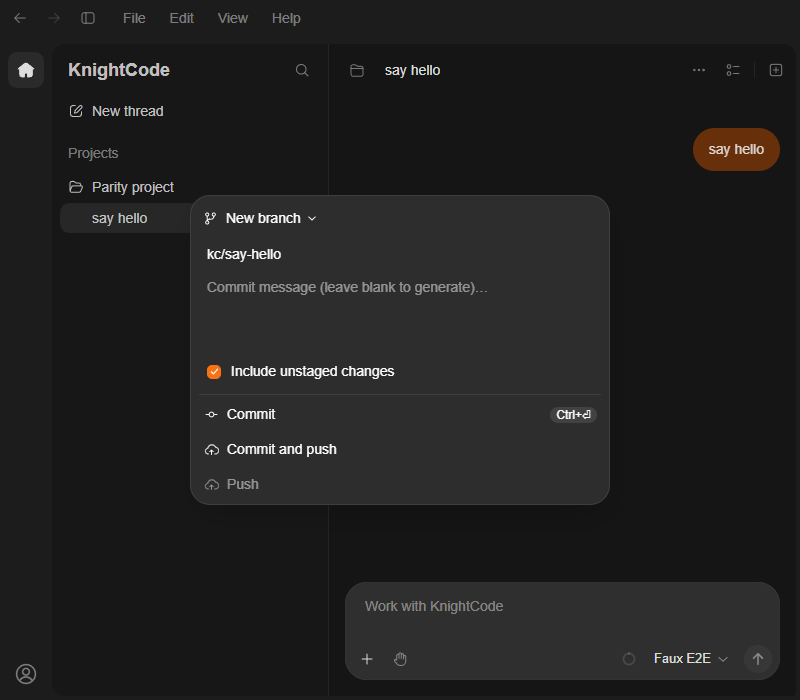 File Edit View Help
KnightCode
New thread
Projects
Parity project
say hello
say hello
say hello
New branch
kc/say-hello
Commit message (leave blank to generate)…
Include unstaged changes
Commit Ctrl+⏎
Commit and push
Push
Work with KnightCode
Faux E2E